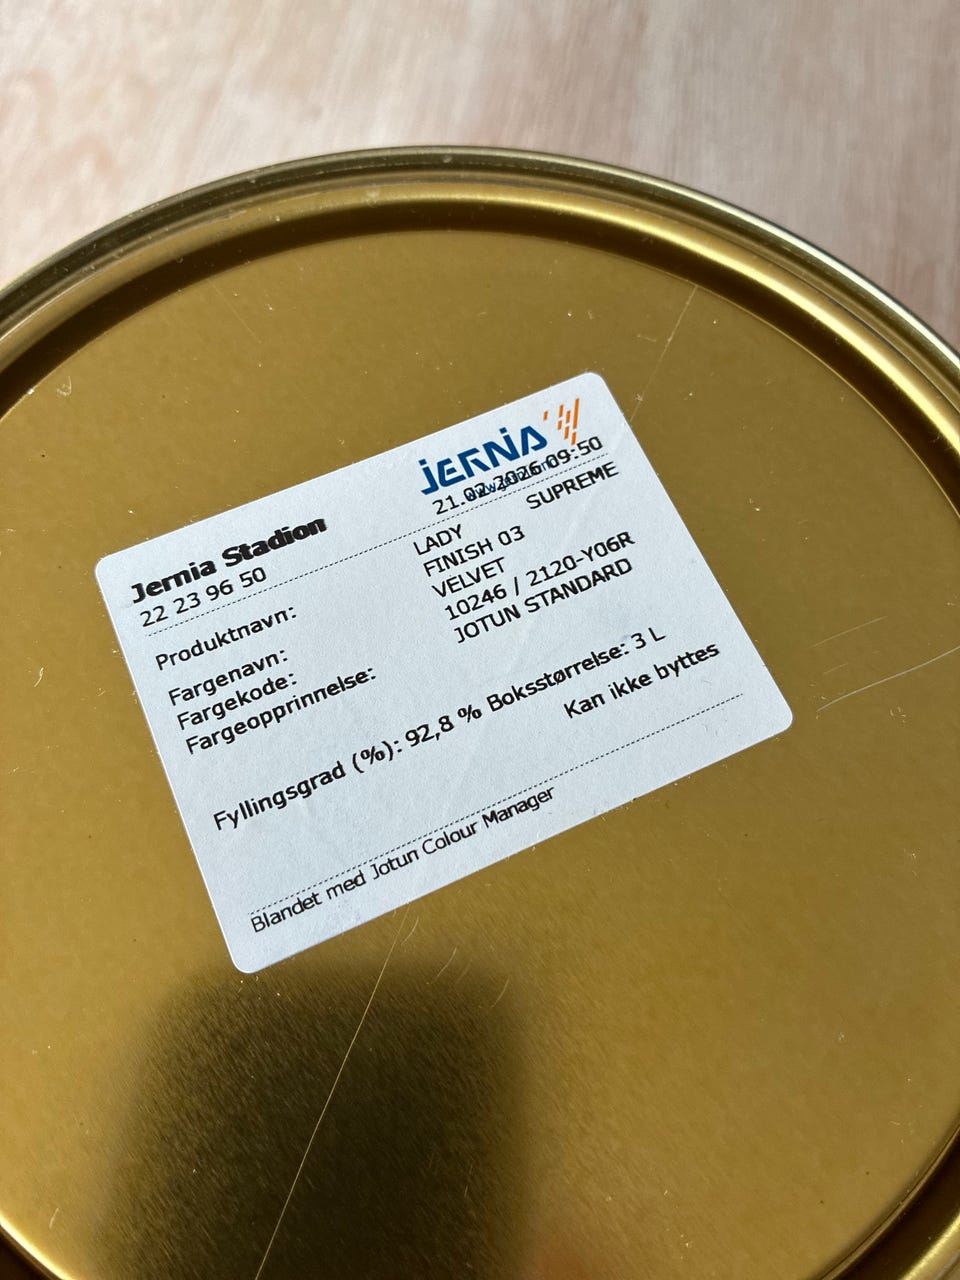 JERNIA
21.02.2026 09:50
Jernia Stadion
22 23 96 50
Produktnavn: LADY SUPREME
FINISH 03
Fargenavn: VELVET
Fargekode: 10246 / 2120-Y06R
Fargeopprinnelse: JOTUN STANDARD
Fyllingsgrad (%): 92,8 % Boksstørrelse: 3 L
Kan ikke byttes
Blandet med Jotun Colour Manager